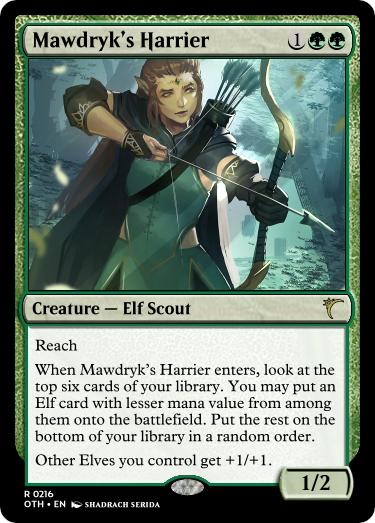 Mawdryk's Harrier 1
Creature — Elf Scout
Reach
When Mawdryk's Harrier enters, look at the
top six cards of your library. You may put an
Elf card with lesser mana value from among
them onto the battlefield. Put the rest on the
bottom of your library in a random order.
Other Elves you control get +1/+1.
1/2
R 0216
OTH • EN SHADRACH SERIDA